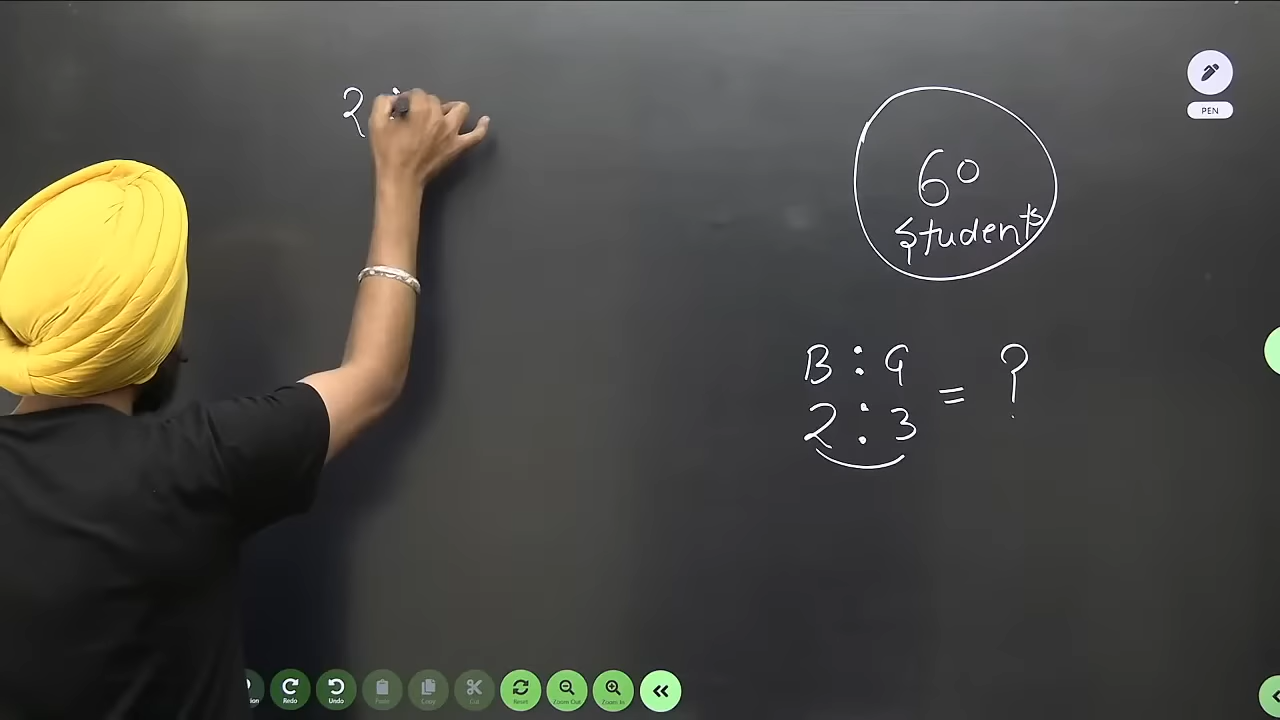 2 :
60
Students
B : G
2 : 3
= ?
PEN
Redo
Undo
Paste
Copy
Cut
Reset
Zoom Out
Zoom In